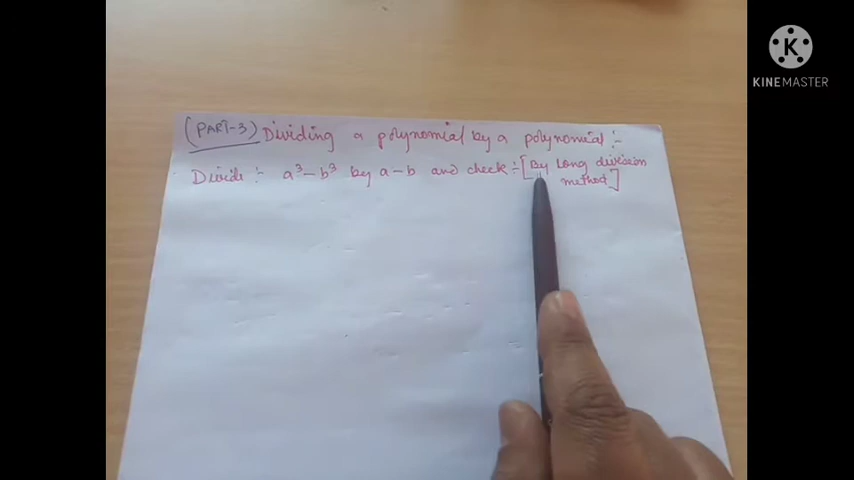 (PART-3) Dividing a polynomial by a polynomial :-
Divide :- a³ - b³ by a - b and check :- [By Long division
method]
K
KINEMASTER